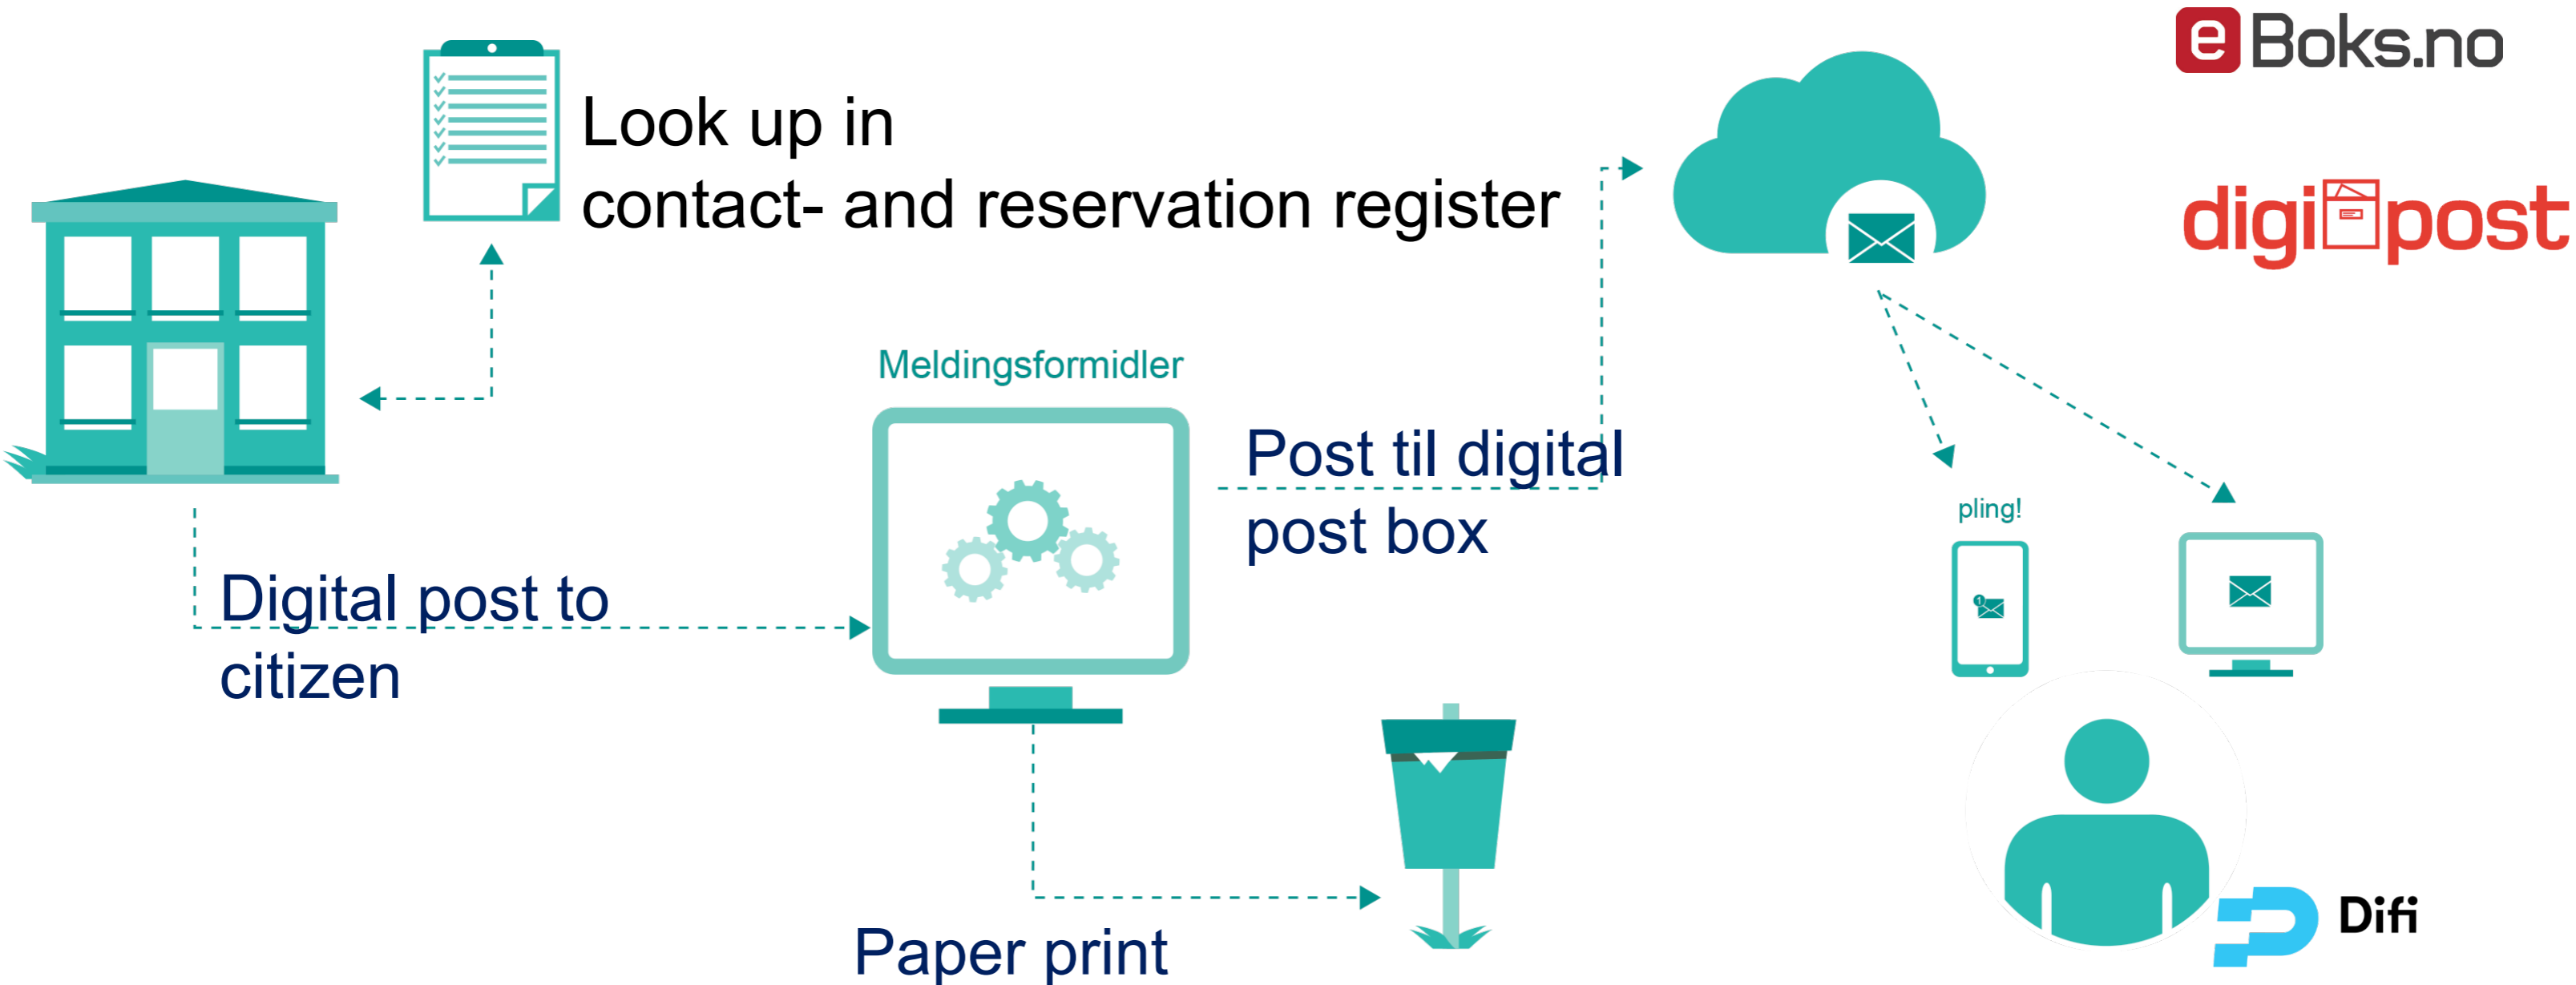 eBoks.no
Look up in
contact- and reservation register
digipost
Meldingsformidler
Post til digital
post box
pling!
1
Digital post to
citizen
Difi
Paper print